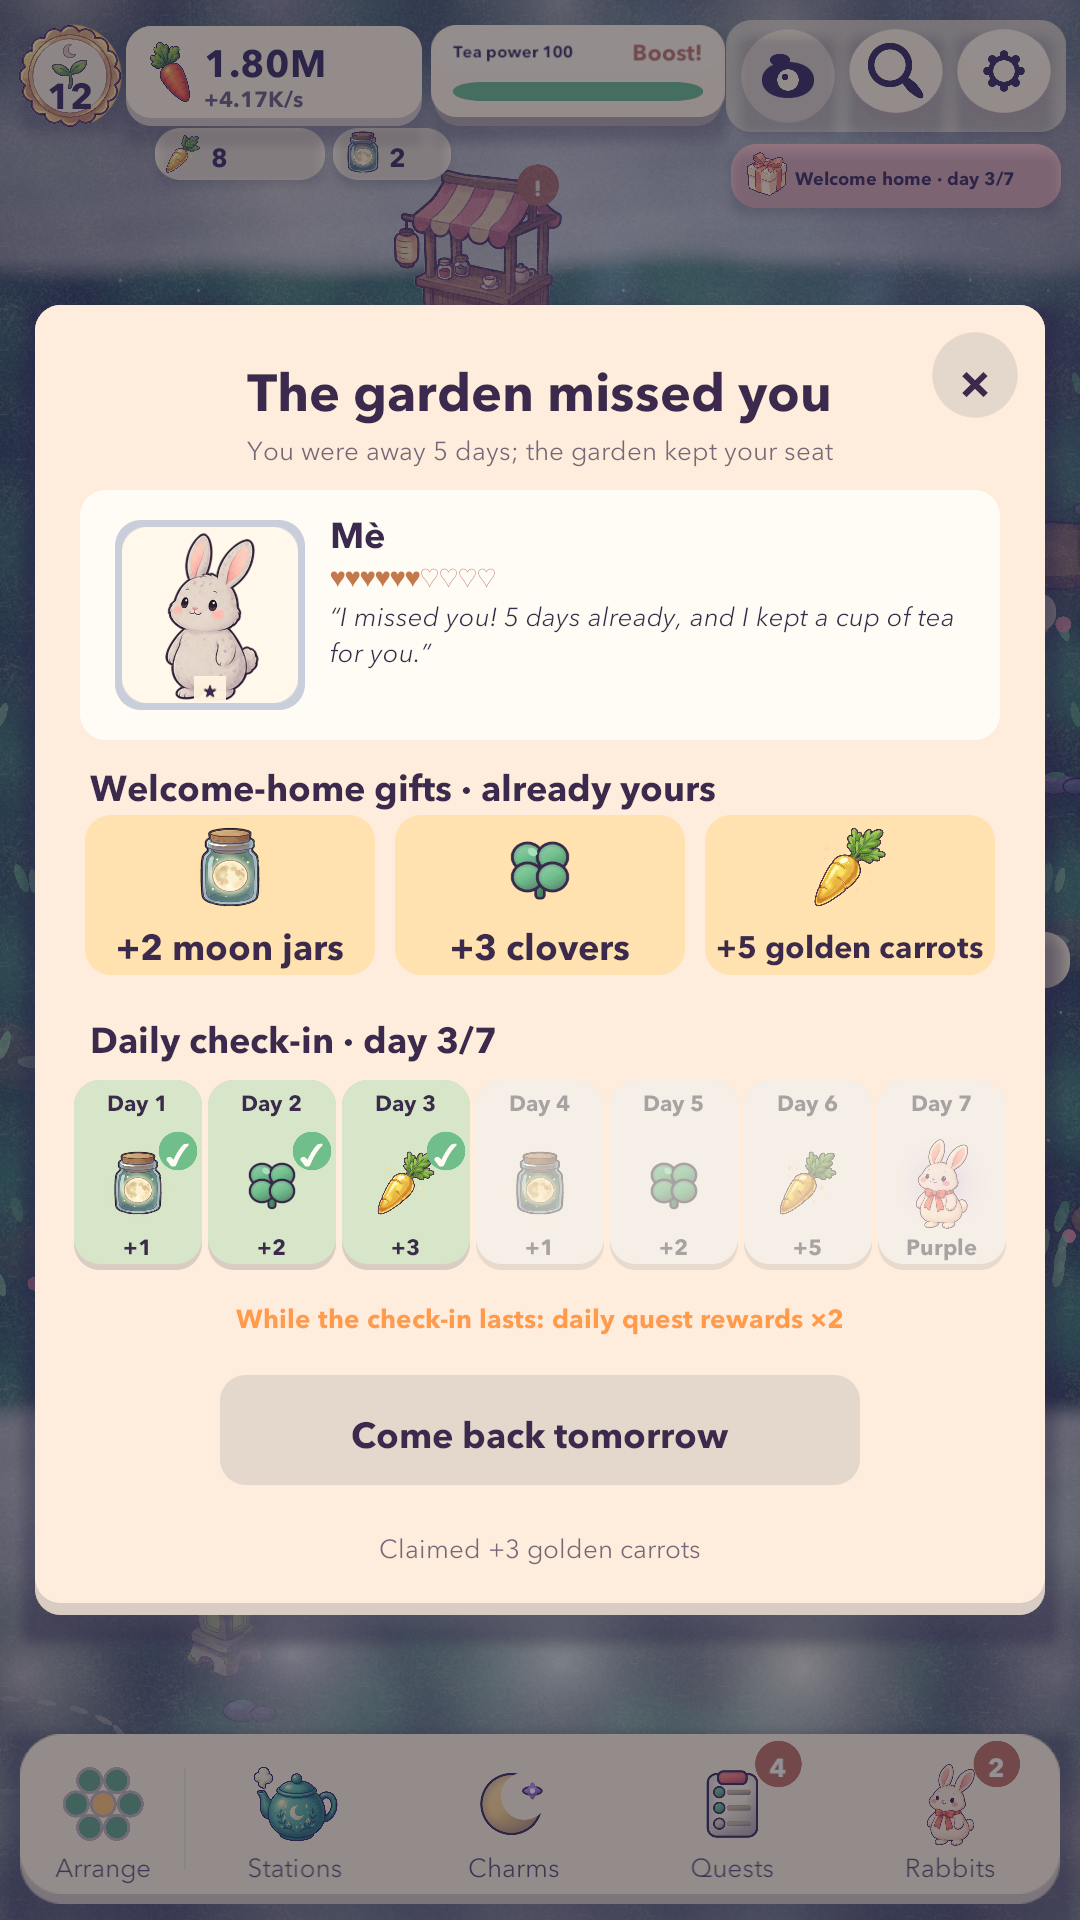 12
1.80M
+4.17K/s
Tea power 100
Boost!
8
2
!
Welcome home · day 3/7
The garden missed you
×
You were away 5 days; the garden kept your seat
Mè
♥♥♥♥♥♥♡♡♡♡
“I missed you! 5 days already, and I kept a cup of tea
for you.”
★
Welcome-home gifts · already yours
+2 moon jars
+3 clovers
+5 golden carrots
Daily check-in · day 3/7
Day 1
Day 2
Day 3
Day 4
Day 5
Day 6
Day 7
✓
✓
✓
+1
+2
+3
+1
+2
+5
Purple
While the check-in lasts: daily quest rewards ×2
Come back tomorrow
Claimed +3 golden carrots
4
2
Arrange
Stations
Charms
Quests
Rabbits